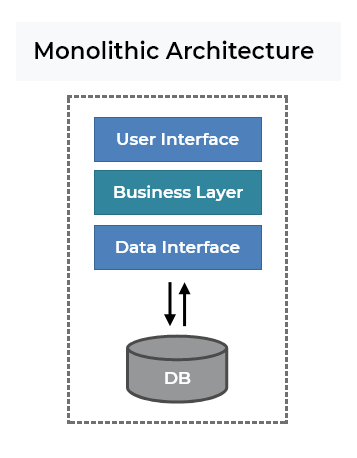 Monolithic Architecture
User Interface
Business Layer
Data Interface
DB